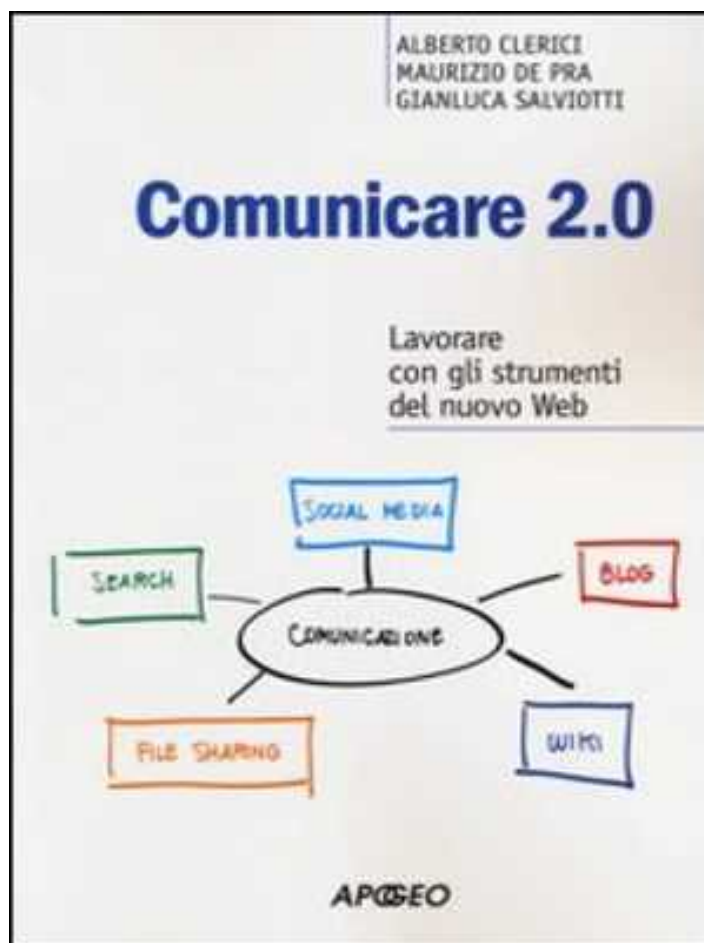 ALBERTO CLERICI
MAURIZIO DE PRA
GIANLUCA SALVIOTTI
Comunicare 2.0
Lavorare
con gli strumenti
del nuovo Web
SOCIAL MEDIA
SEARCH
BLOG
COMUNICAZIONE
FILE SHARING
WIKI
APOGEO